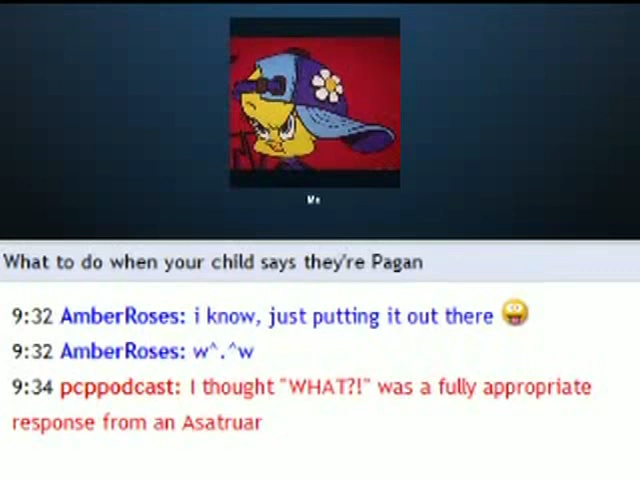 Me
What to do when your child says they're Pagan
9:32 AmberRoses: i know, just putting it out there
9:32 AmberRoses: w^.^w
9:34 pcppodcast: I thought "WHAT?!" was a fully appropriate
response from an Asatruar